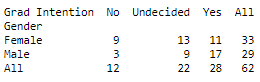 Grad Intention No Undecided Yes All
Gender
Female 9 13 11 33
Male 3 9 17 29
All 12 22 28 62